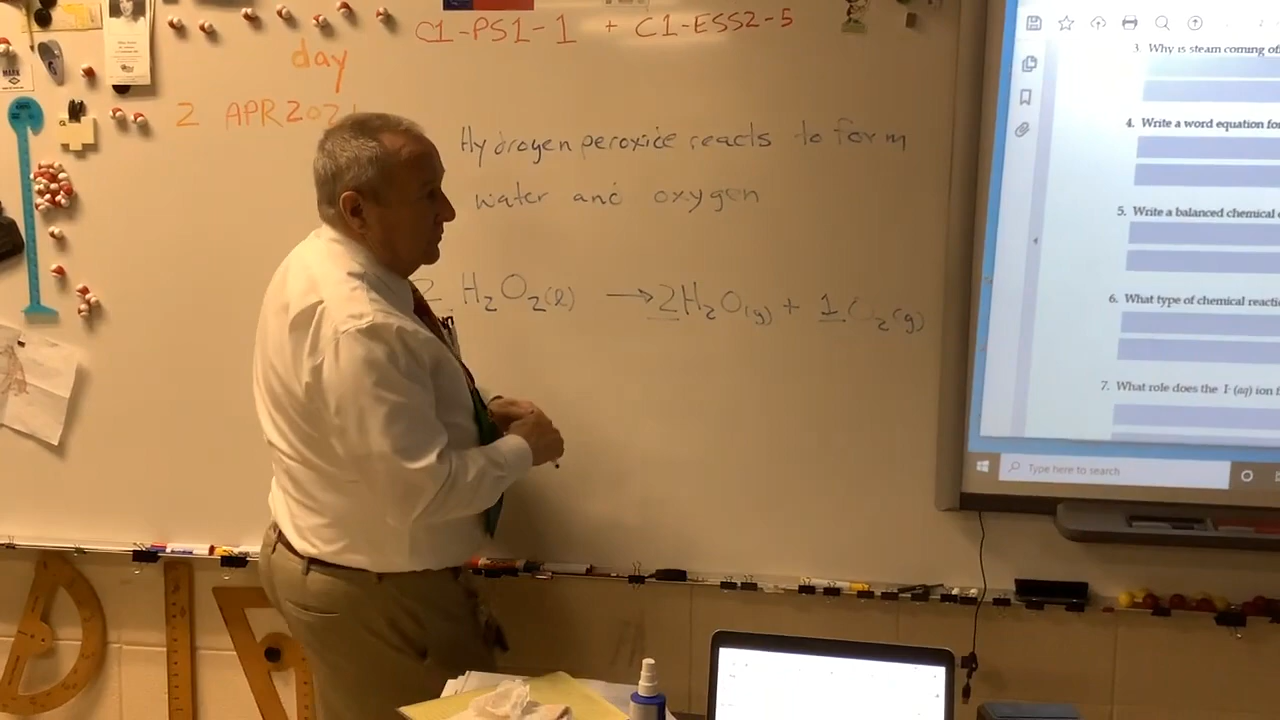 C1-PS1-1 + C1-ESS2-5
day
2 APR 202
Hydrogen peroxide reacts to form
water and oxygen
2 H2O2(l) → 2H2O(g) + 1 O2(g)
3. Why is steam coming of
4. Write a word equation for
5. Write a balanced chemical
6. What type of chemical reacti
7. What role does the I- (aq) ion
Type here to search